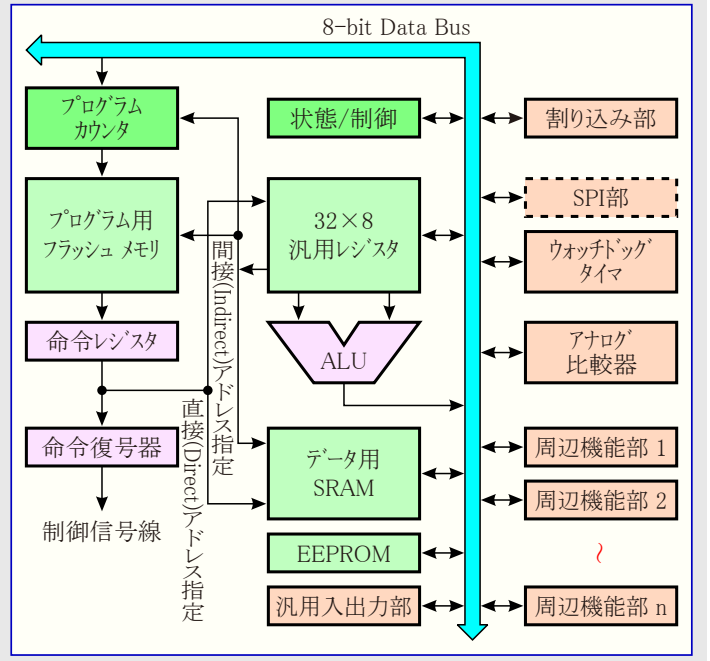 8-bit Data Bus
プログラム
カウンタ
状態/制御
割り込み部
プログラム用
フラッシュ メモリ
32×8
汎用レジスタ
SPI部
ウォッチドッグ
タイマ
間接(Indirect)アドレス指定
命令レジスタ
ALU
アナログ
比較器
直接(Direct)アドレス指定
命令復号器
データ用
SRAM
周辺機能部 1
周辺機能部 2
制御信号線
EEPROM
～
汎用入出力部
周辺機能部 n